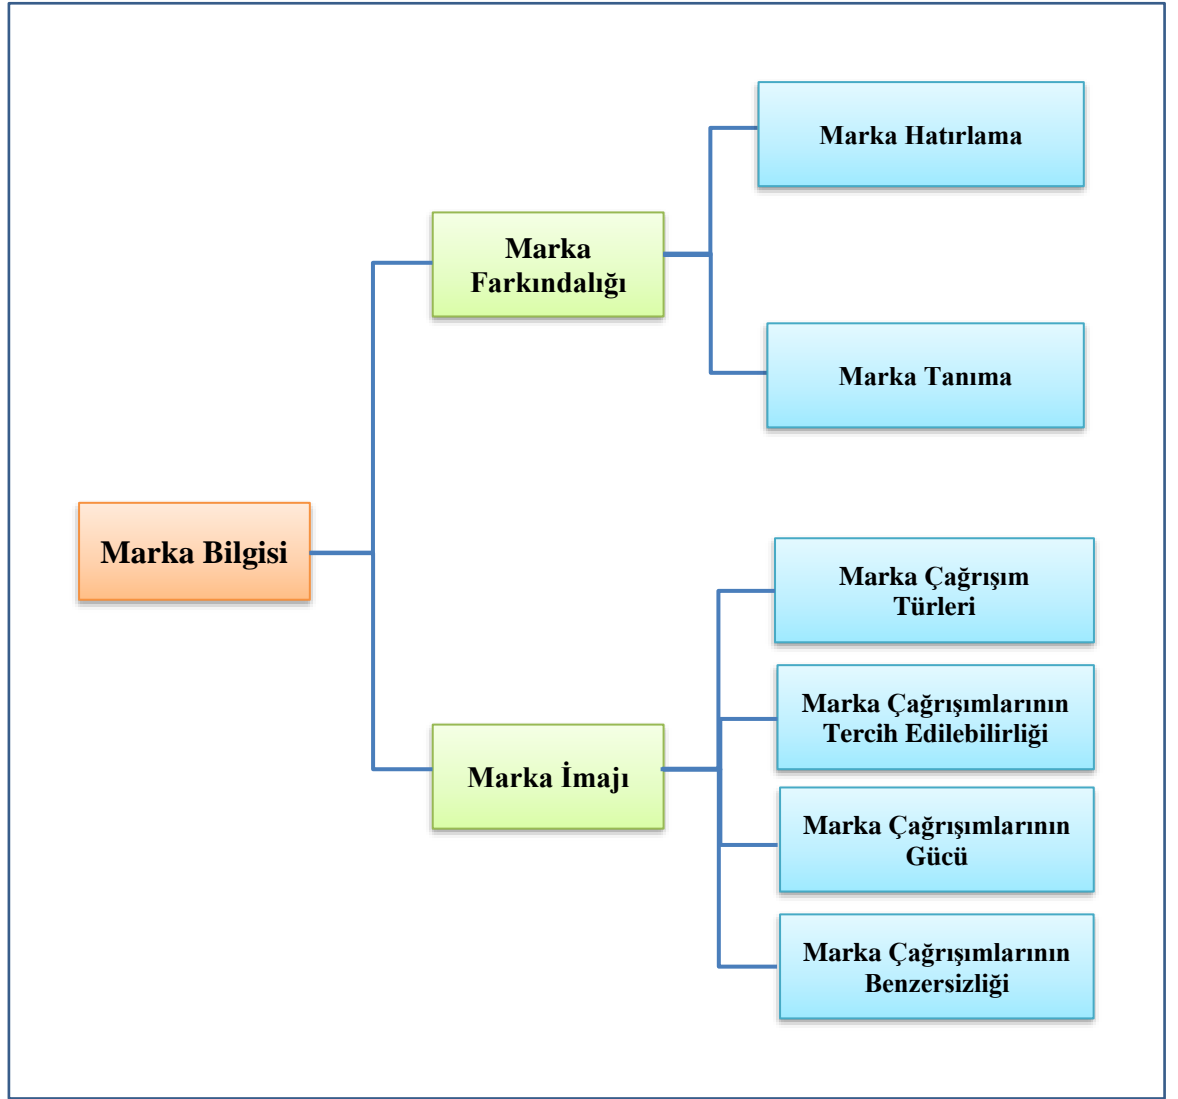 Marka Hatırlama
Marka
Farkındalığı
Marka Tanıma
Marka Bilgisi
Marka Çağrışım
Türleri
Marka Çağrışımlarının
Tercih Edilebilirliği
Marka İmajı
Marka Çağrışımlarının
Gücü
Marka Çağrışımlarının
Benzersizliği